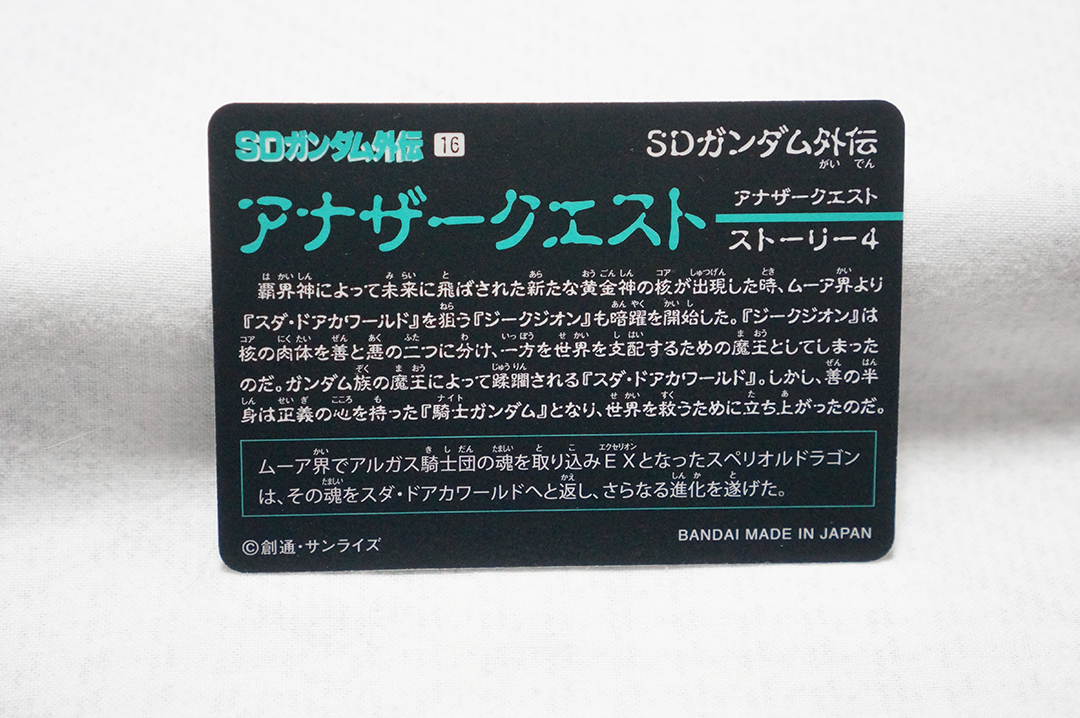 SDガンダム外伝 16
SDガンダム外伝
がいでん
アナザークエスト
アナザークエスト
ストーリー4
覇界神によって未来に飛ばされた新たな黄金神の核が出現した時、ムーア界より
『スダ・ドアカワールド』を狙う『ジークジオン』も暗躍を開始した。『ジークジオン』は
核の肉体を善と悪の二つに分け、一方を世界を支配するための魔王としてしまった
のだ。ガンダム族の魔王によって蹂躙される『スダ・ドアカワールド』。しかし、善の半
身は正義の心を持った『騎士ガンダム』となり、世界を救うために立ち上がったのだ。
ムーア界でアルガス騎士団の魂を取り込みEXとなったスペリオルドラゴン
は、その魂をスダ・ドアカワールドへと返し、さらなる進化を遂げた。
©創通・サンライズ
BANDAI MADE IN JAPAN